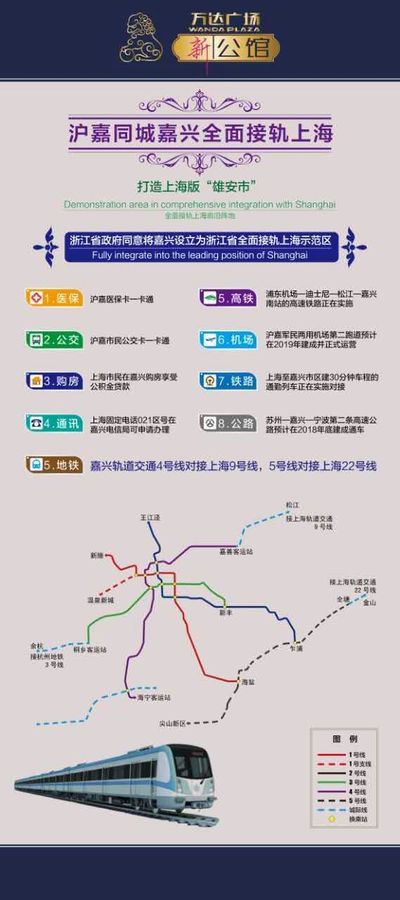 万达广场
WANDA PLAZA
新公馆
沪嘉同城嘉兴全面接轨上海
打造上海版“雄安市”
Demonstration area in comprehensive integration with Shanghai
全面接轨上海前沿阵地
浙江省政府同意将嘉兴设立为浙江省全面接轨上海示范区
Fully integrate into the leading position of Shanghai
1.医保
沪嘉医保卡一卡通
5.高铁
浦东机场—迪士尼—松江—嘉兴
南站的高速铁路正在实施
2.公交
沪嘉市民公交卡一卡通
6.机场
沪嘉军民两用机场第二跑道预计
在2019年建成并正式运营
3.购房
上海市民在嘉兴购房享受
公积金贷款
7.铁路
上海至嘉兴市区建30分钟车程的
通勤列车正在实施对接
4.通讯
上海固定电话021区号在
嘉兴电信局可申请办理
8.公路
苏州—嘉兴—宁波第二条高速公
路预计在2018年底建成通车
5.地铁
嘉兴轨道交通4号线对接上海9号线，5号线对接上海22号线
松江
接上海轨道交通
9号线
王江泾
嘉善客运站
新塍
接上海轨道交通
22号线
温泉新城
全塘
金山
新丰
余杭
接杭州地铁
3号线
桐乡客运站
乍浦
海盐
海宁客运站
尖山新区
图 例
1号线
1号支线
2号线
3号线
4号线
5号线
城际线
换乘站